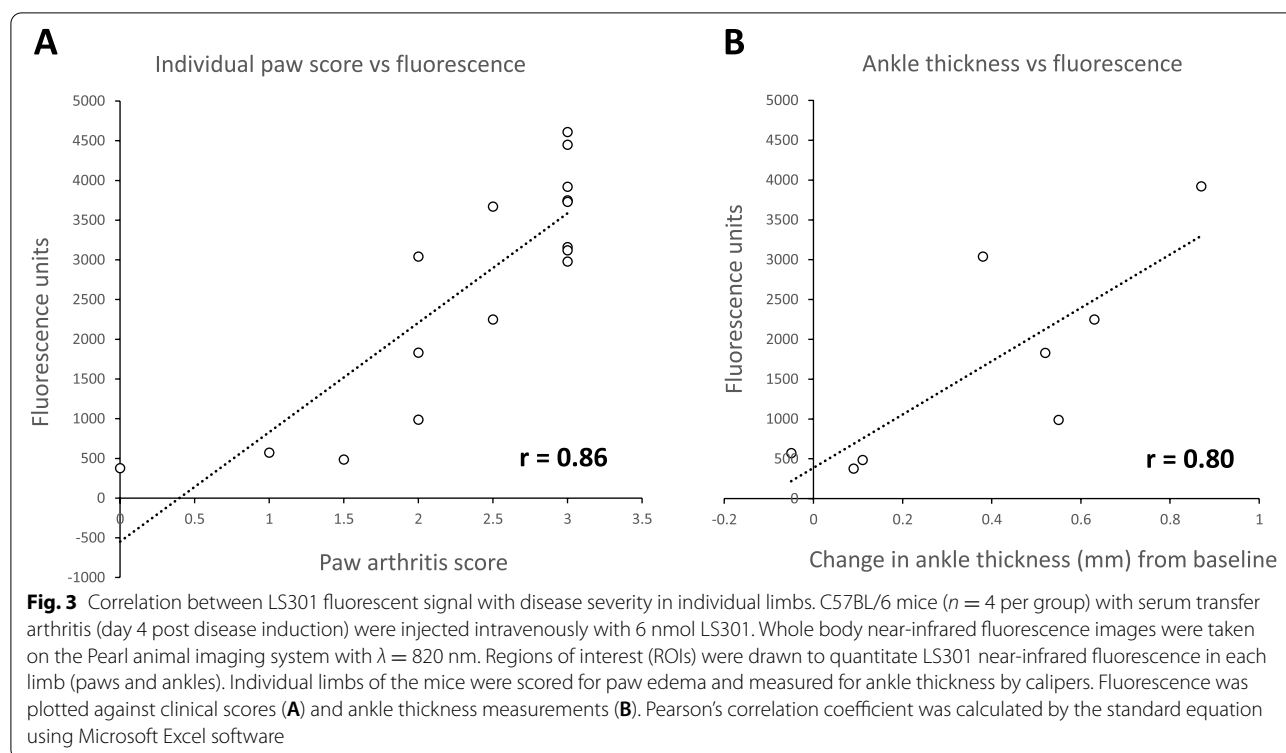 A
Individual paw score vs fluorescence
5000
4500
4000
3500
3000
2500
2000
1500
1000
500
0
-500
-1000
Fluorescence units
0 0.5 1 1.5 2 2.5 3 3.5
Paw arthritis score
r = 0.86
B
Ankle thickness vs fluorescence
5000
4500
4000
3500
3000
2500
2000
1500
1000
500
0
Fluorescence units
-0.2 0 0.2 0.4 0.6 0.8 1
Change in ankle thickness (mm) from baseline
r = 0.80
Fig. 3 Correlation between LS301 fluorescent signal with disease severity in individual limbs. C57BL/6 mice (n = 4 per group) with serum transfer
arthritis (day 4 post disease induction) were injected intravenously with 6 nmol LS301. Whole body near-infrared fluorescence images were taken
on the Pearl animal imaging system with λ = 820 nm. Regions of interest (ROIs) were drawn to quantitate LS301 near-infrared fluorescence in each
limb (paws and ankles). Individual limbs of the mice were scored for paw edema and measured for ankle thickness by calipers. Fluorescence was
plotted against clinical scores (A) and ankle thickness measurements (B). Pearson's correlation coefficient was calculated by the standard equation
using Microsoft Excel software